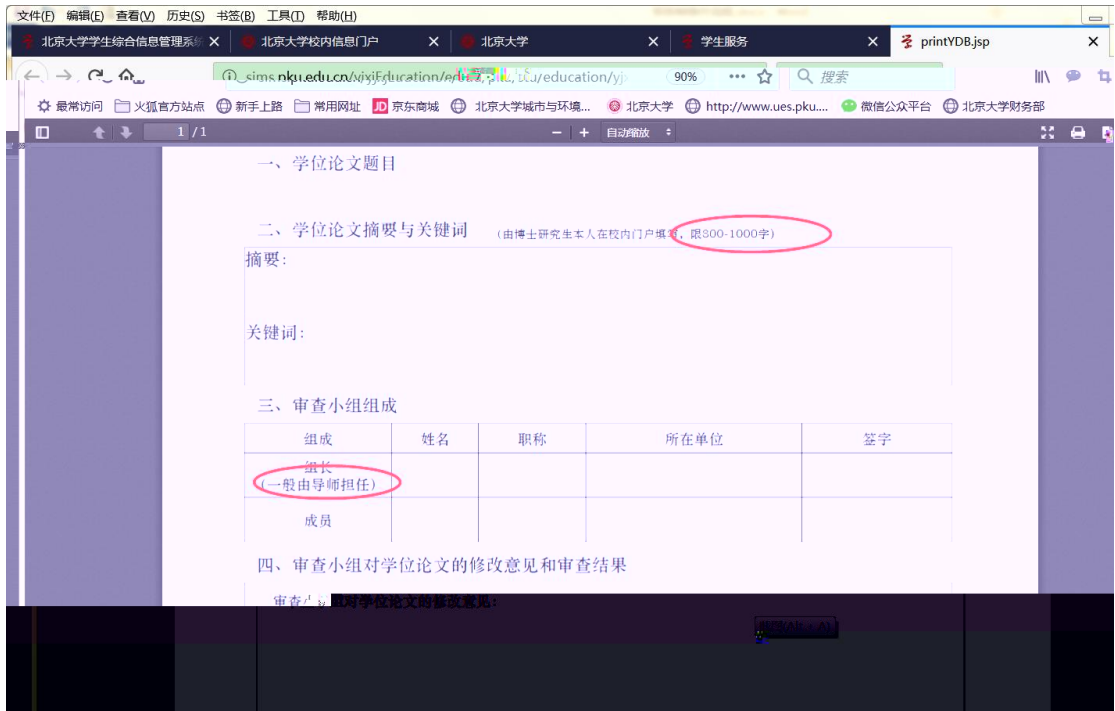 文件(F) 编辑(E) 查看(V) 历史(S) 书签(B) 工具(T) 帮助(H)
北京大学学生综合信息管理系统 × 北京大学校内信息门户 × 北京大学 × 学生服务 × printYDB.jsp ×
sims.pku.edu.cn 90% ··· 搜索
最常访问 火狐官方站点 新手上路 常用网址 JD 京东商城 北京大学城市与环境... 北京大学 http://www.ues.pku.... 微信公众平台 北京大学财务部
1 / 1 − + 自动缩放
一、学位论文题目
二、学位论文摘要与关键词 (由博士研究生本人在校内门户填写,限800-1000字)
摘要:
关键词:
三、审查小组组成
组成 姓名 职称 所在单位 签字
组长
(一般由导师担任)
成员
四、审查小组对学位论文的修改意见和审查结果
审查小组对学位论文的修改意见: